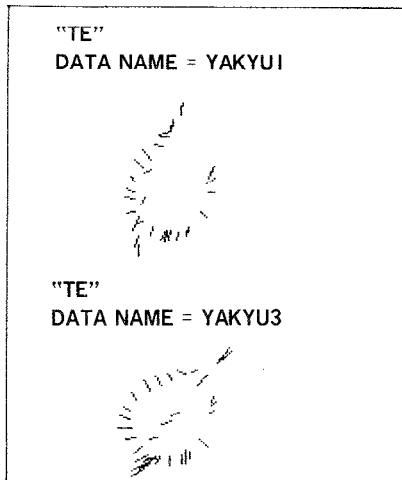 "TE"
DATA NAME = YAKYU1
"TE"
DATA NAME = YAKYU3